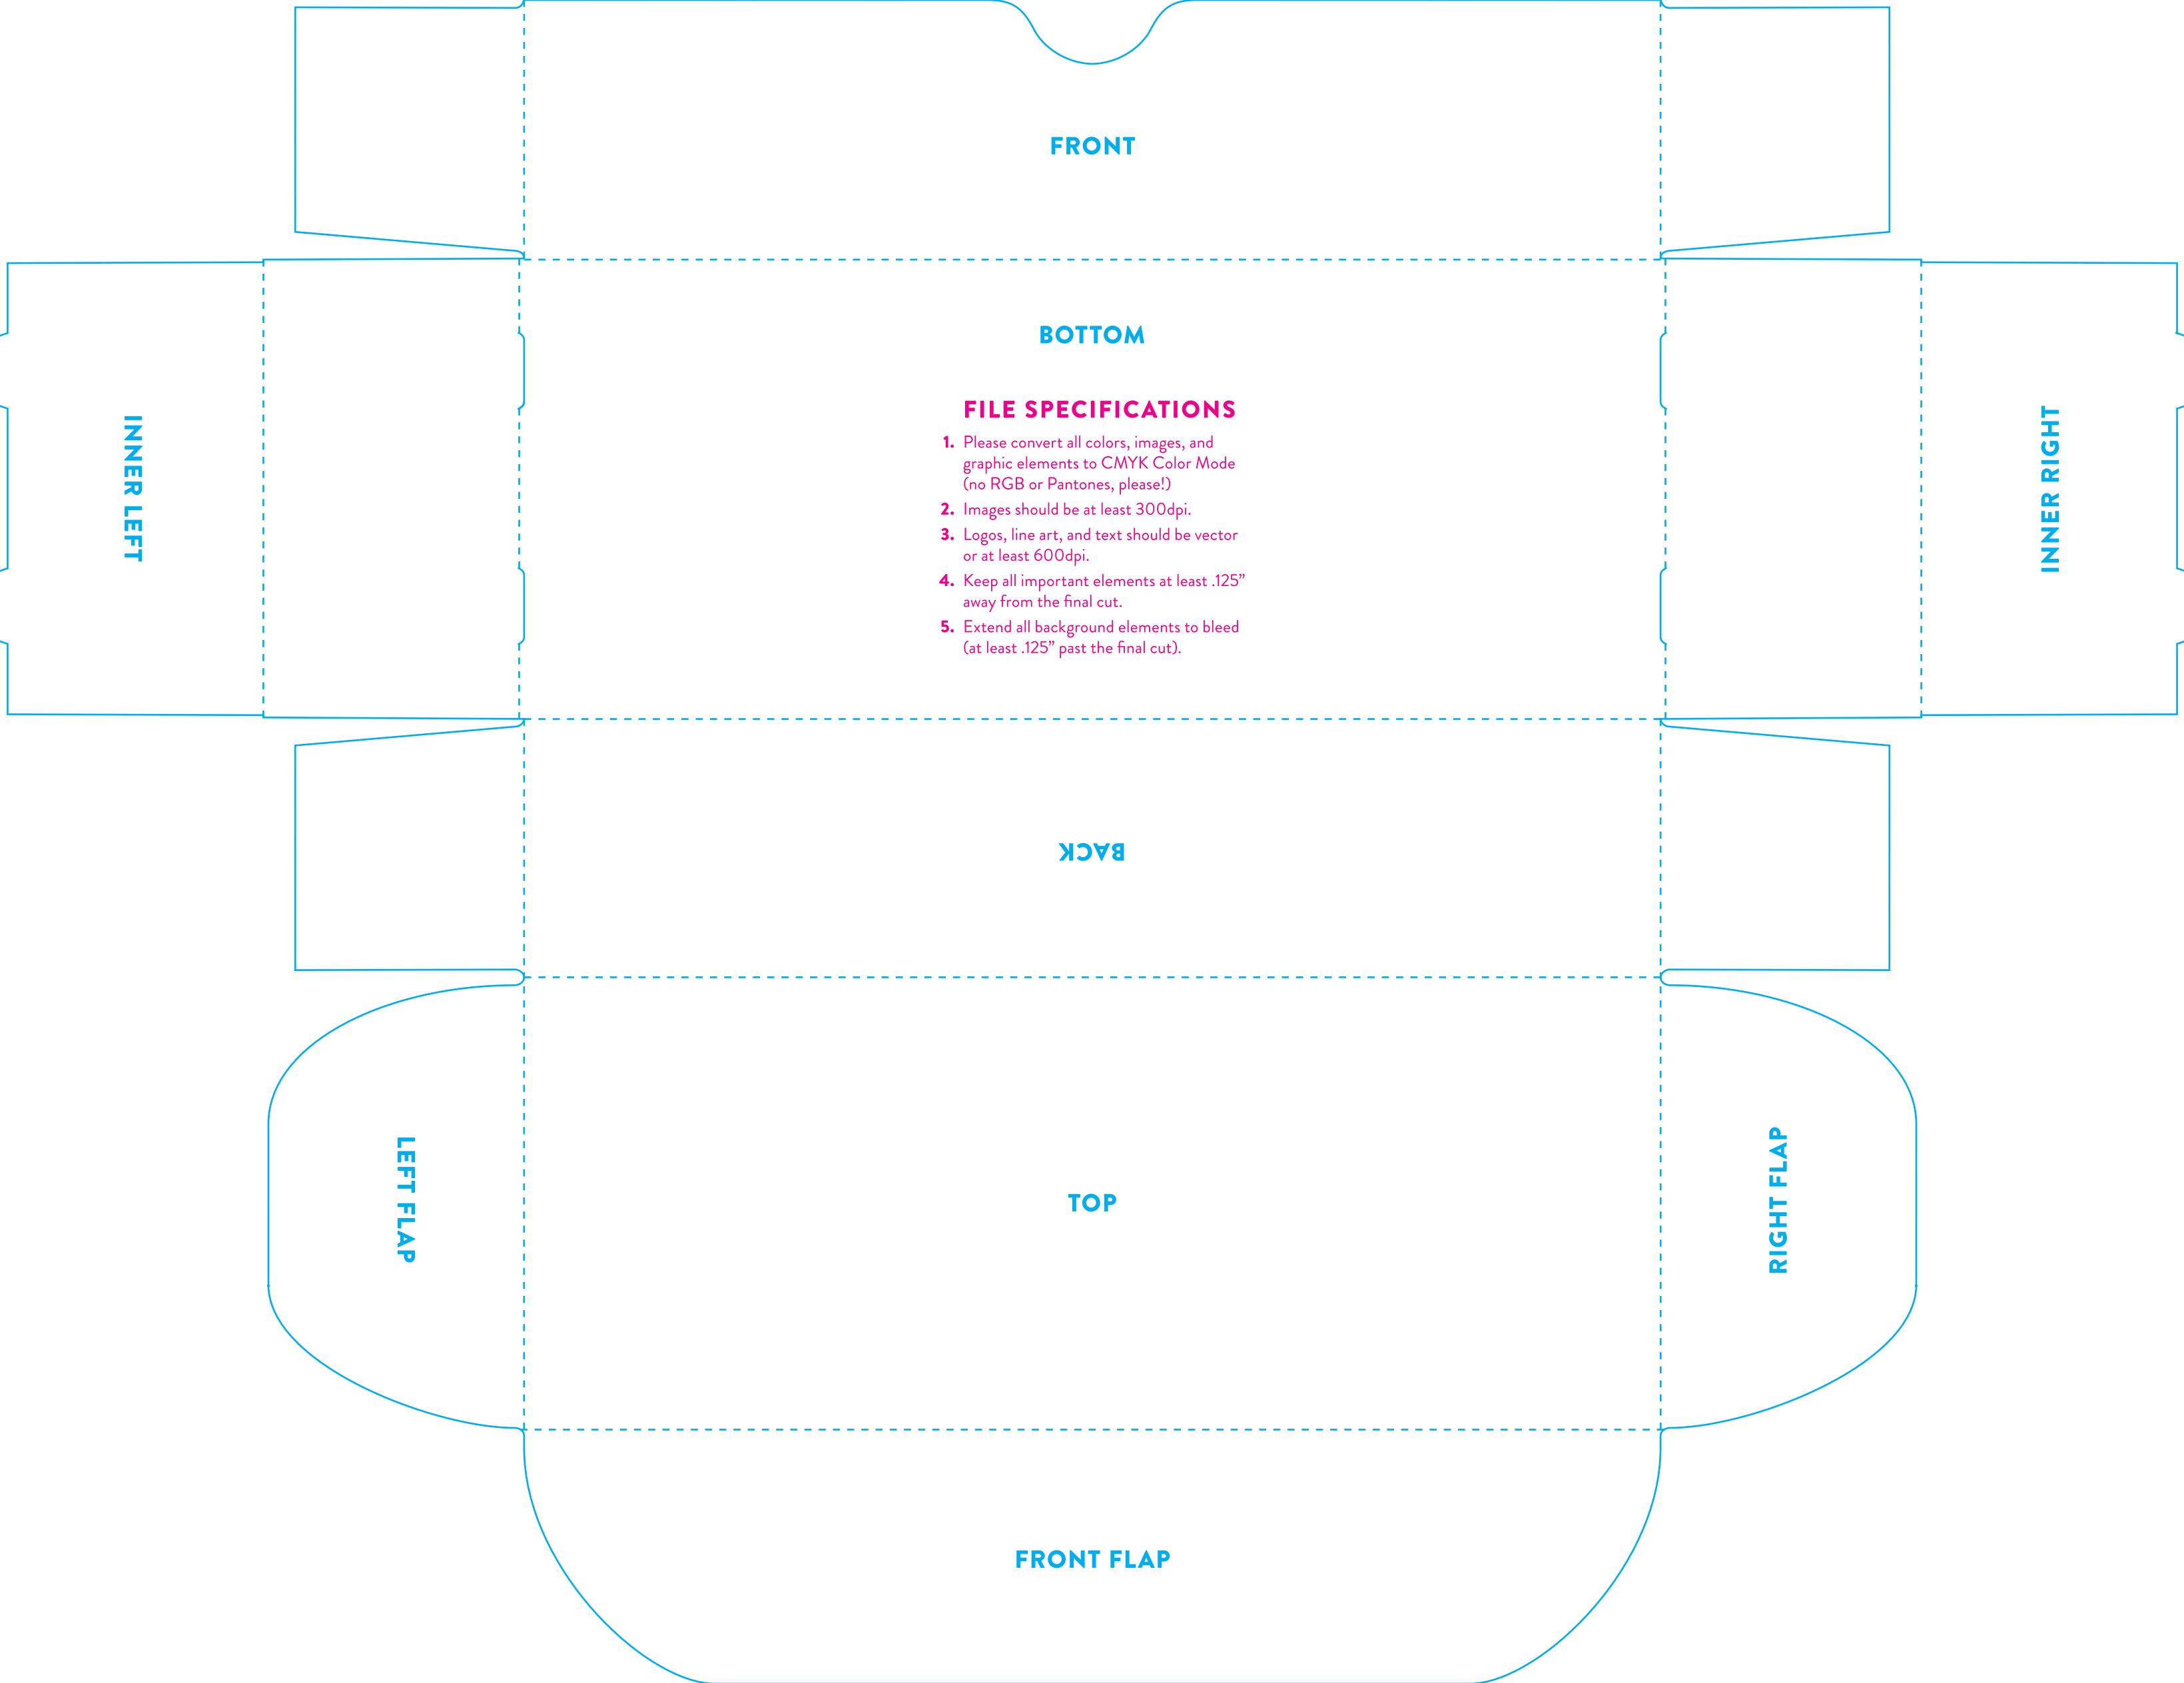 FRONT
BOTTOM
FILE SPECIFICATIONS
1. Please convert all colors, images, and
graphic elements to CMYK Color Mode
(no RGB or Pantones, please!)
2. Images should be at least 300dpi.
3. Logos, line art, and text should be vector
or at least 600dpi.
4. Keep all important elements at least .125”
away from the final cut.
5. Extend all background elements to bleed
(at least .125” past the final cut).
INNER LEFT
INNER RIGHT
BACK
LEFT FLAP
TOP
RIGHT FLAP
FRONT FLAP